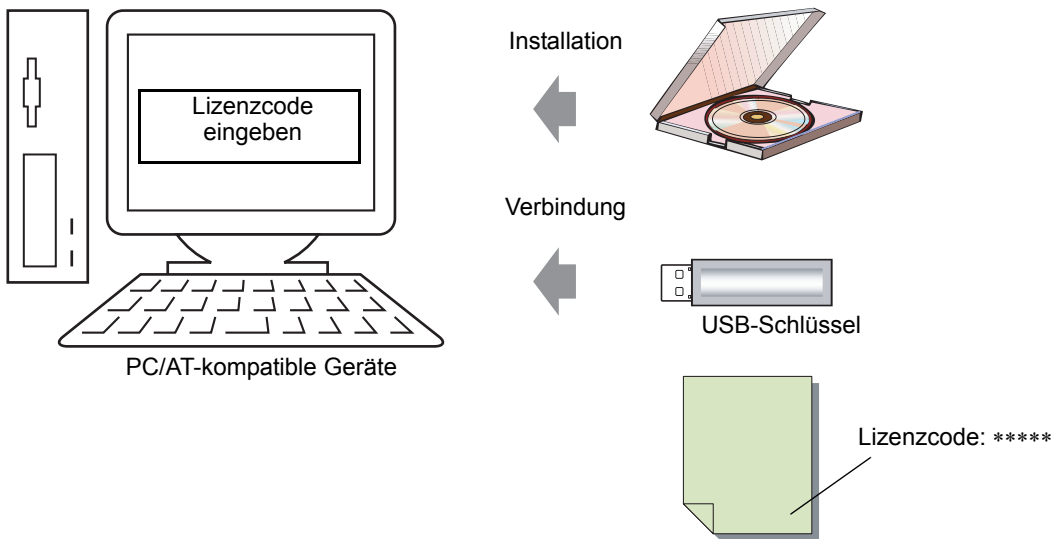 Installation
Lizenzcode
eingeben
Verbindung
USB-Schlüssel
PC/AT-kompatible Geräte
Lizenzcode: *****